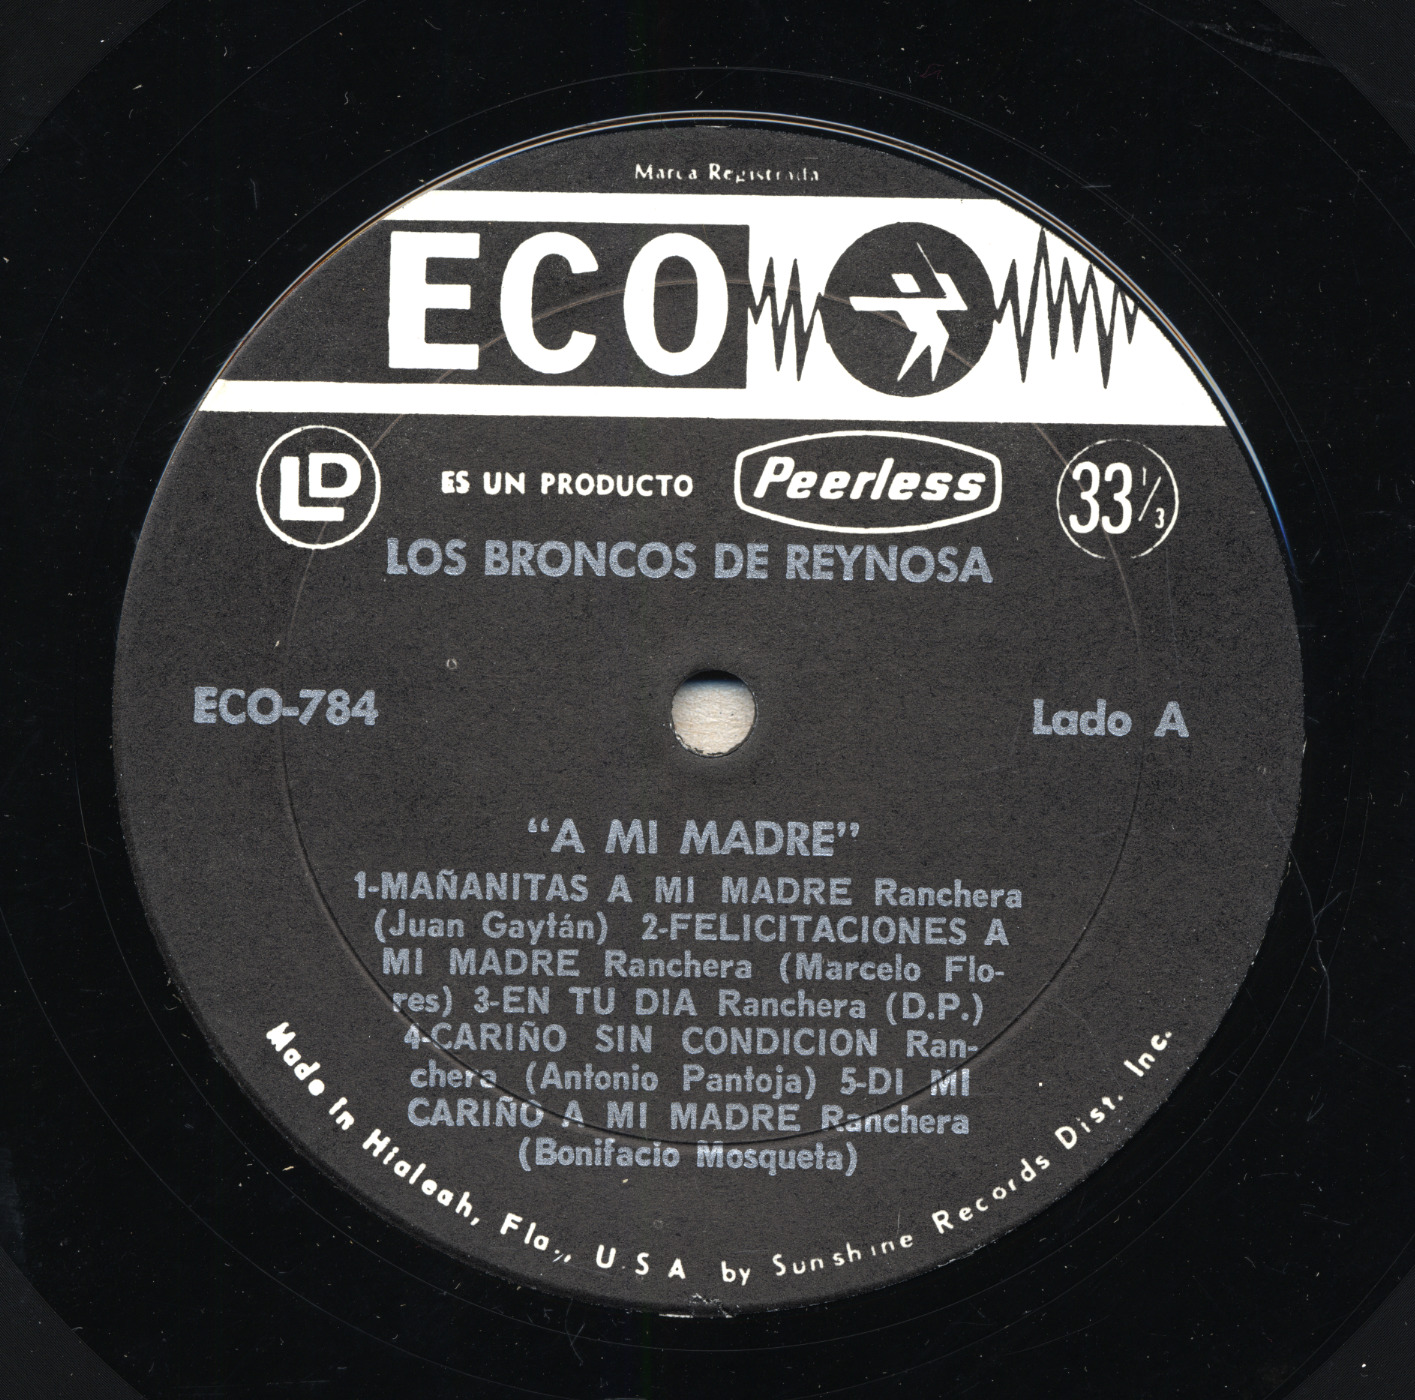 Marca Registrada
ECO
LD ES UN PRODUCTO Peerless 33 1/3
LOS BRONCOS DE REYNOSA
ECO-784 Lado A
“A MI MADRE”
1-MAÑANITAS A MI MADRE Ranchera
(Juan Gaytán) 2-FELICITACIONES A
MI MADRE Ranchera (Marcelo Flo-
res) 3-EN TU DIA Ranchera (D.P.)
4-CARIÑO SIN CONDICION Ran-
chera (Antonio Pantoja) 5-DI MI
CARIÑO A MI MADRE Ranchera
(Bonifacio Mosqueta)
Made in Hialeah, Fla., U.S.A by Sunshine Records Dist. Inc.